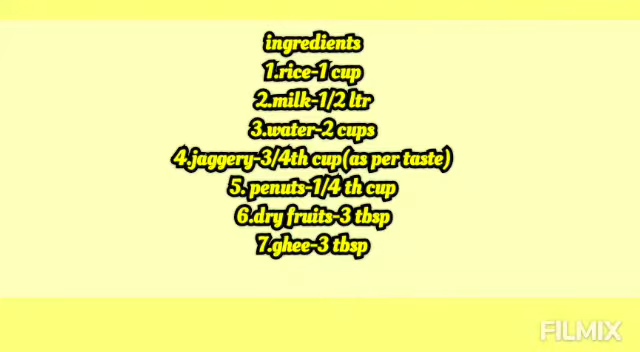 ingredients
1.rice-1 cup
2.milk-1/2 ltr
3.water-2 cups
4.jaggery-3/4th cup(as per taste)
5. penuts-1/4 th cup
6.dry fruits-3 tbsp
7.ghee-3 tbsp
FILMIX